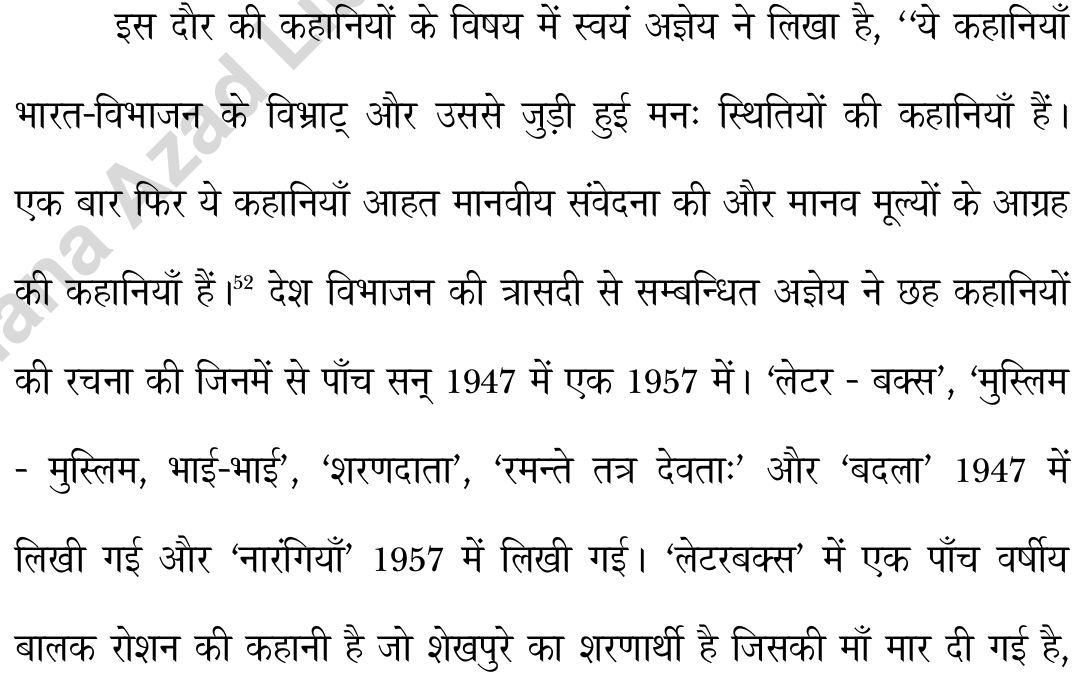 इस दौर की कहानियों के विषय में स्वयं अज्ञेय ने लिखा है, ‘‘ये कहानियाँ
भारत-विभाजन के विभ्राट् और उससे जुड़ी हुई मनः स्थितियों की कहानियाँ हैं।
एक बार फिर ये कहानियाँ आहत मानवीय संवेदना की और मानव मूल्यों के आग्रह
की कहानियाँ हैं।52 देश विभाजन की त्रासदी से सम्बन्धित अज्ञेय ने छह कहानियों
की रचना की जिनमें से पाँच सन् 1947 में एक 1957 में। ‘लेटर - बक्स’, ‘मुस्लिम
- मुस्लिम, भाई-भाई’, ‘शरणदाता’, ‘रमन्ते तत्र देवताः’ और ‘बदला’ 1947 में
लिखी गई और ‘नारंगियाँ’ 1957 में लिखी गई। ‘लेटरबक्स’ में एक पाँच वर्षीय
बालक रोशन की कहानी है जो शेखपुरे का शरणार्थी है जिसकी माँ मार दी गई है,
Azad